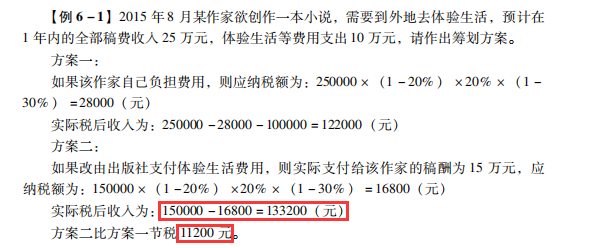 【例 6－1】 2015 年 8 月某作家欲创作一本小说，需要到外地去体验生活，预计在
1 年内的全部稿费收入 25 万元，体验生活等费用支出 10 万元，请作出筹划方案。
方案一：
如果该作家自己负担费用，则应纳税额为：250000 ×（1－20%）×20% ×（1－
30%）=28000（元）
实际税后收入为：250000 －28000 －100000 =122000（元）
方案二：
如果改由出版社支付体验生活费用，则实际支付给该作家的稿酬为 15 万元，应
纳税额为：150000 ×（1－20%）×20% ×（1－30%）=16800（元）
实际税后收入为：150000 －16800 =133200（元）
方案二比方案一节税 11200 元。